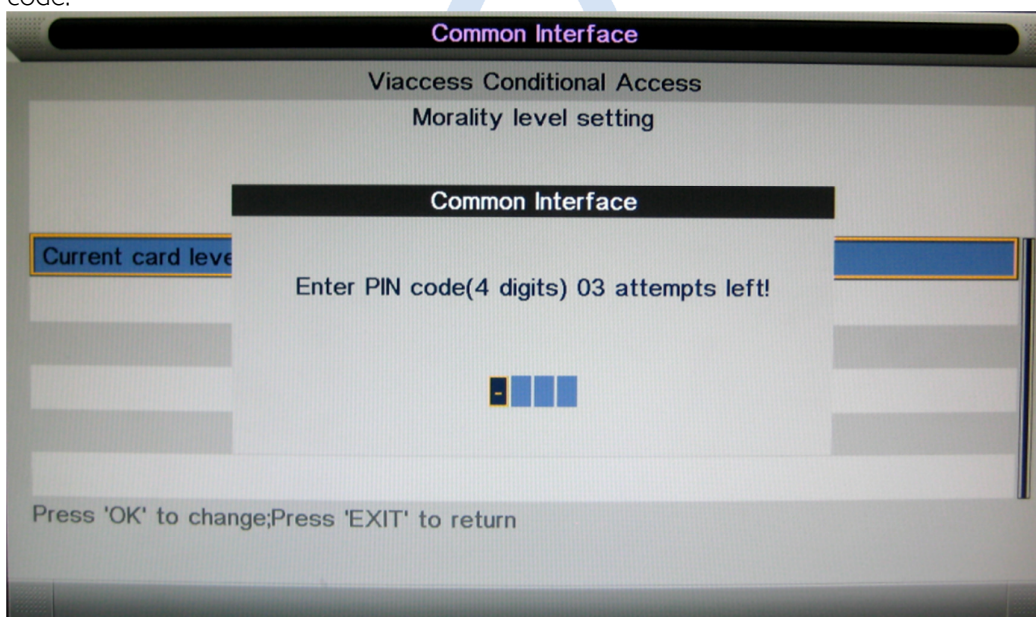 code.
Common Interface
Viaccess Conditional Access
Morality level setting
Common Interface
Current card leve
Enter PIN code(4 digits) 03 attempts left!
-
Press 'OK' to change;Press 'EXIT' to return